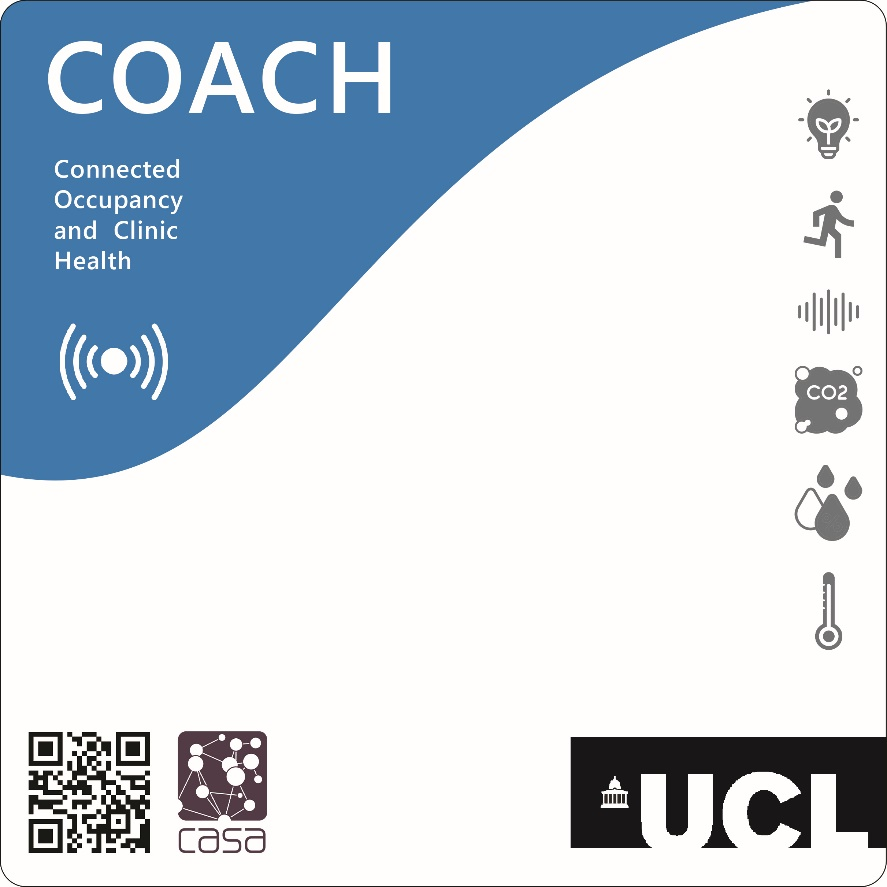 COACH
Connected
Occupancy
and Clinic
Health
CO2
casa
UCL